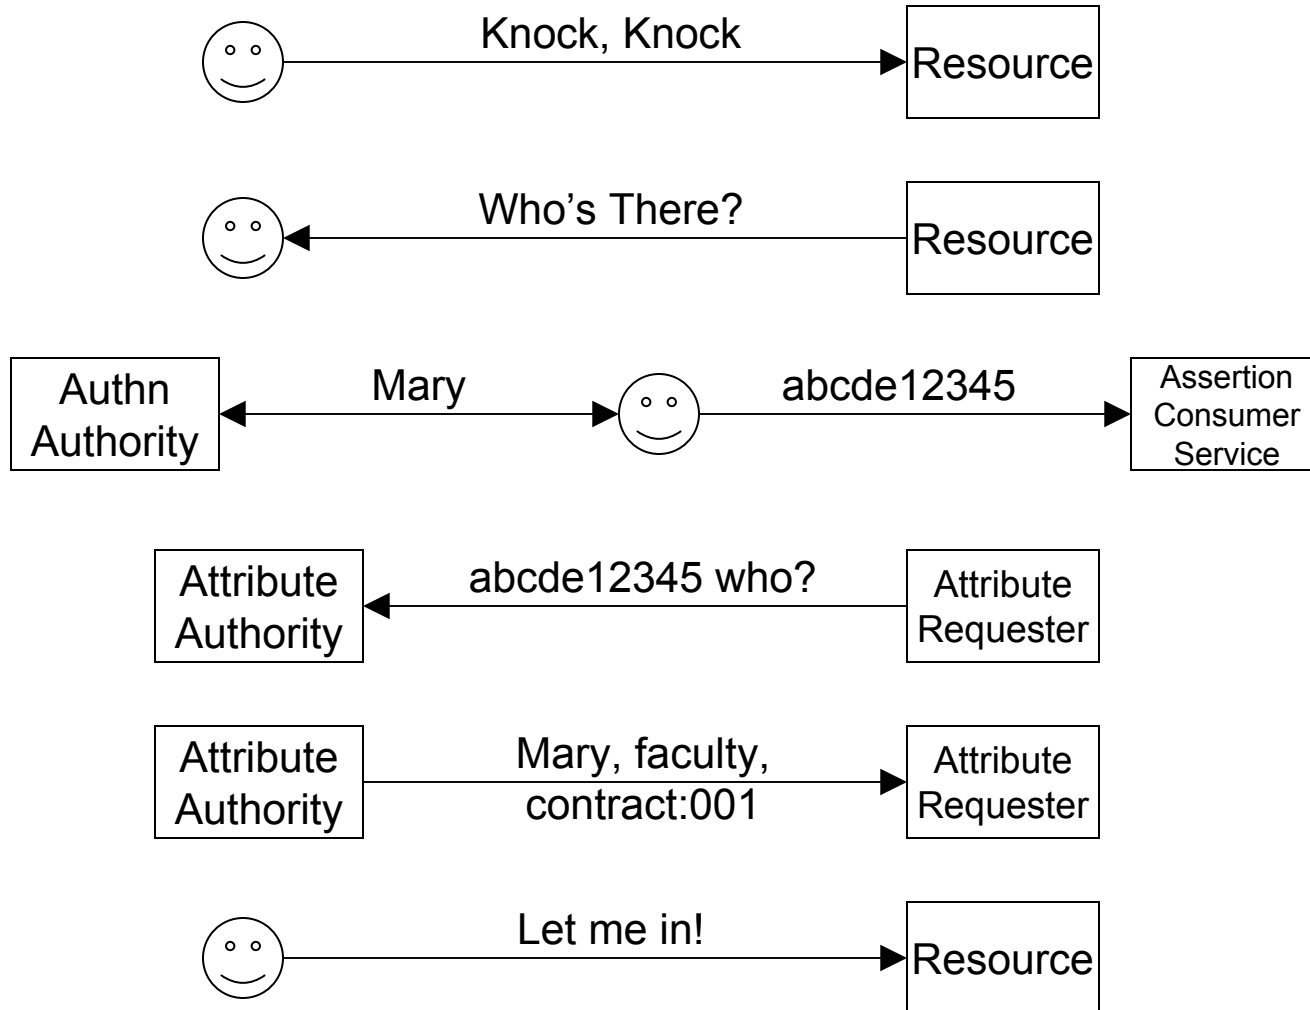 Knock, Knock
Resource
Who’s There?
Resource
Authn
Authority
Mary
abcde12345
Assertion
Consumer
Service
Attribute
Authority
abcde12345 who?
Attribute
Requester
Attribute
Authority
Mary, faculty,
contract:001
Attribute
Requester
Let me in!
Resource